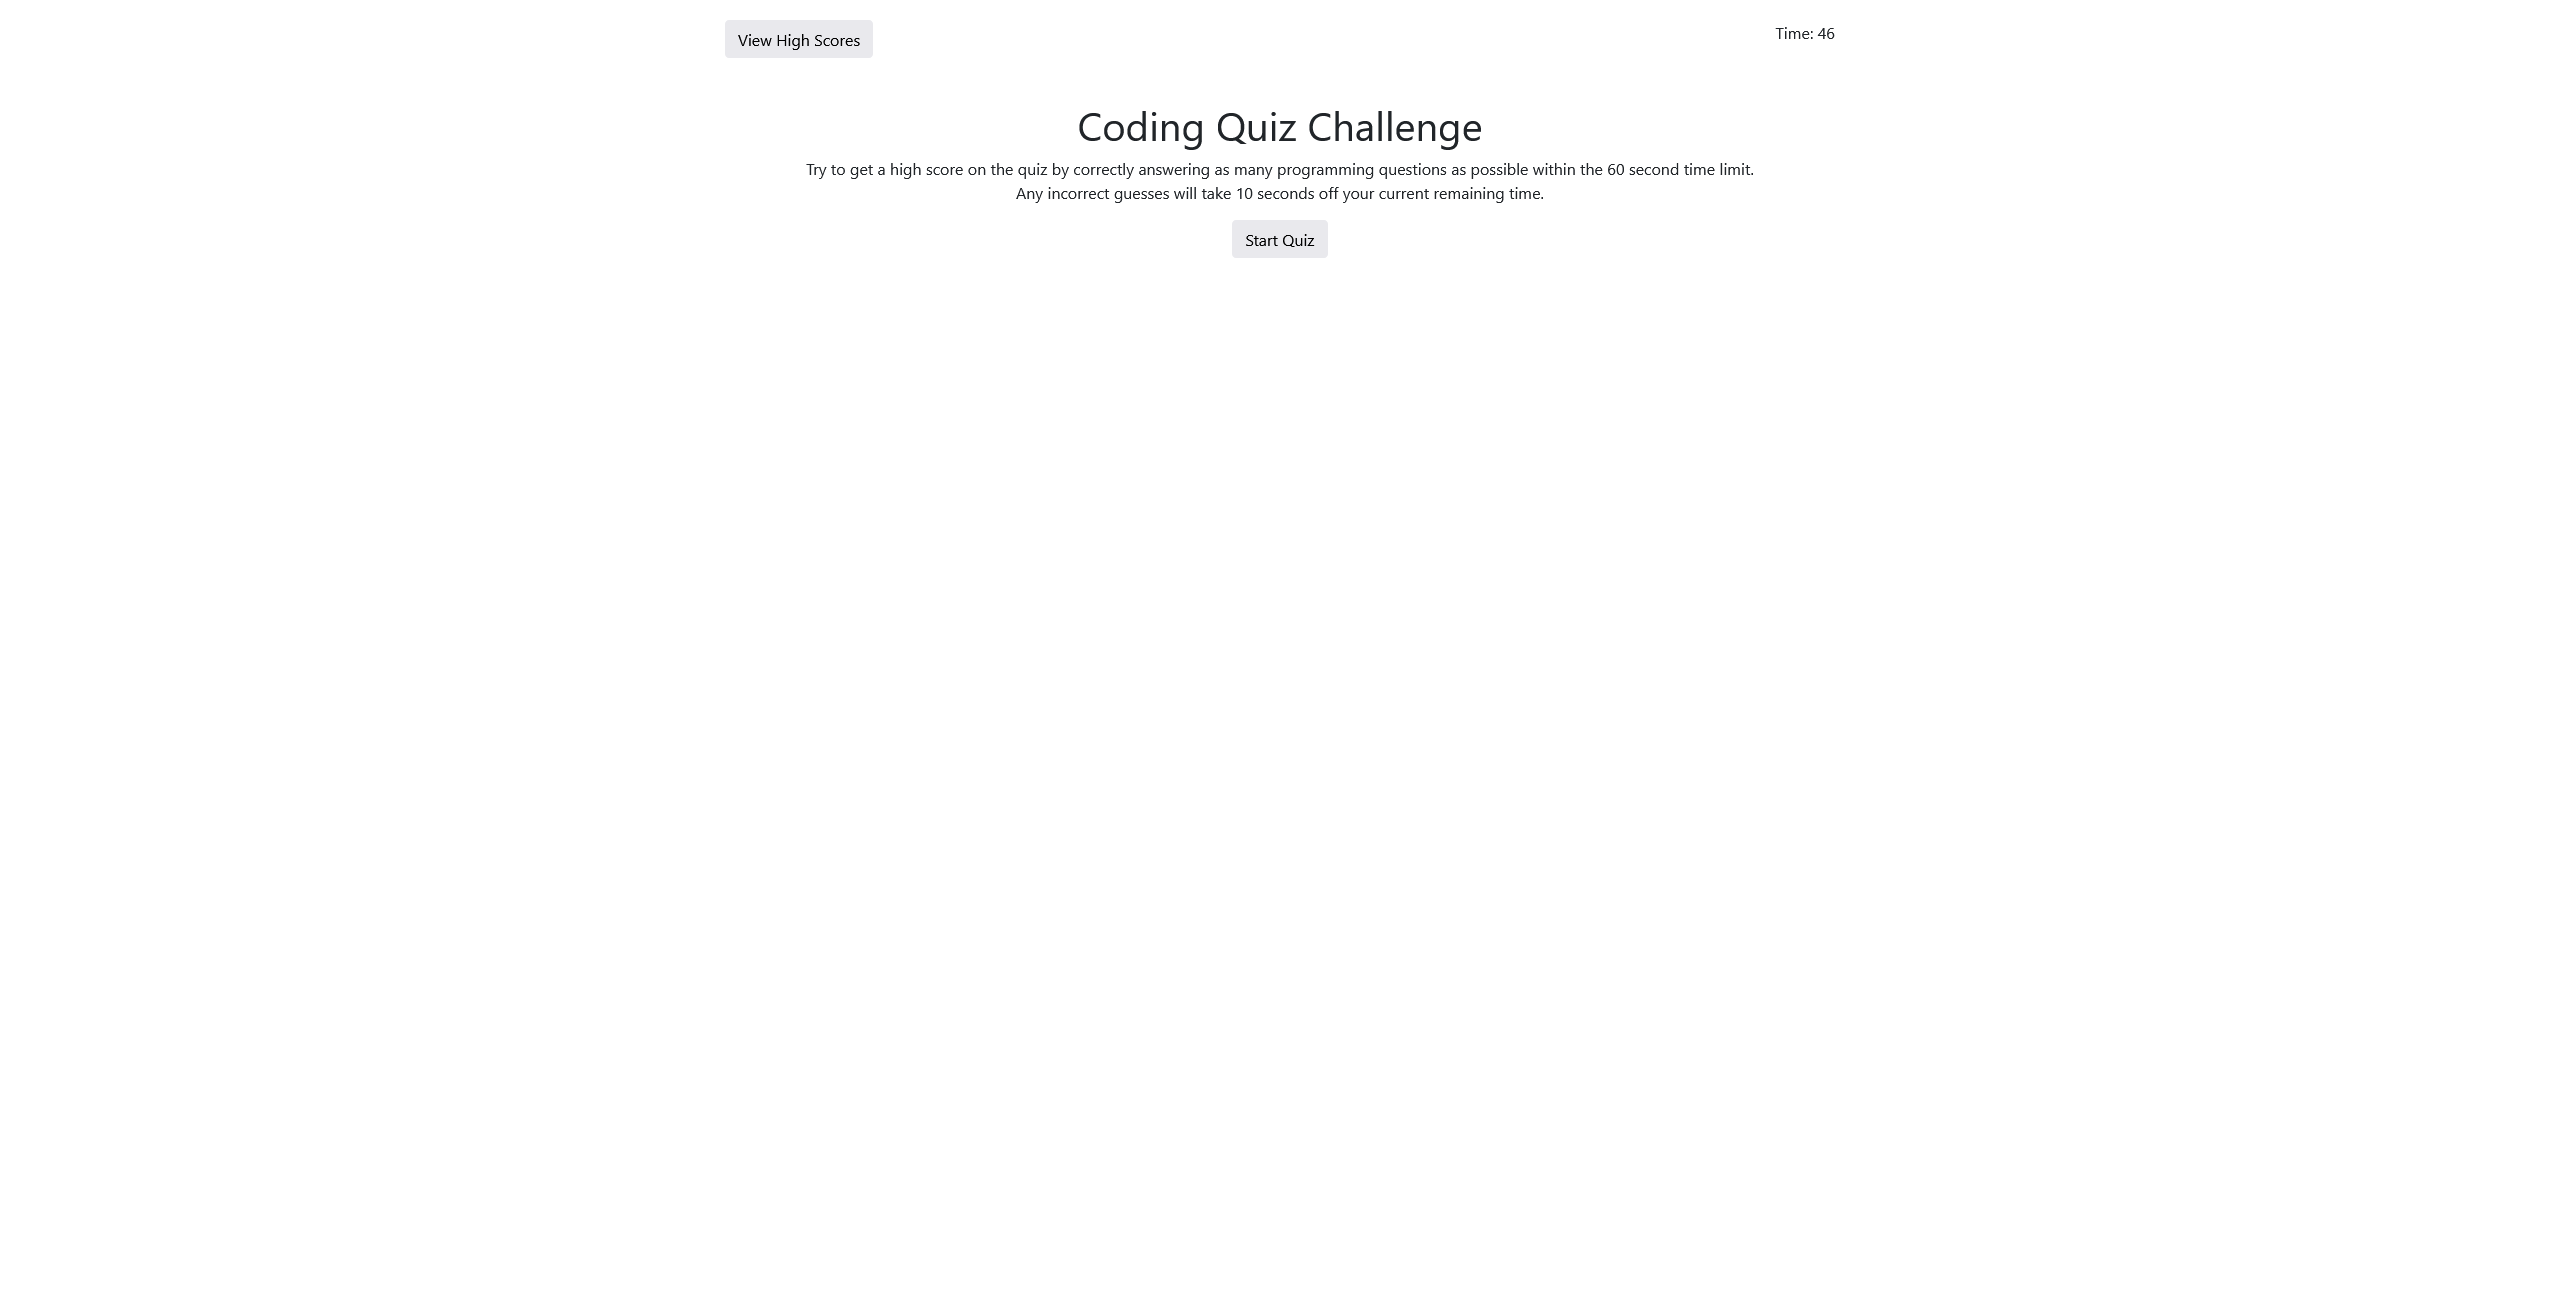 View High Scores
Time: 46
Coding Quiz Challenge
Try to get a high score on the quiz by correctly answering as many programming questions as possible within the 60 second time limit.
Any incorrect guesses will take 10 seconds off your current remaining time.
Start Quiz